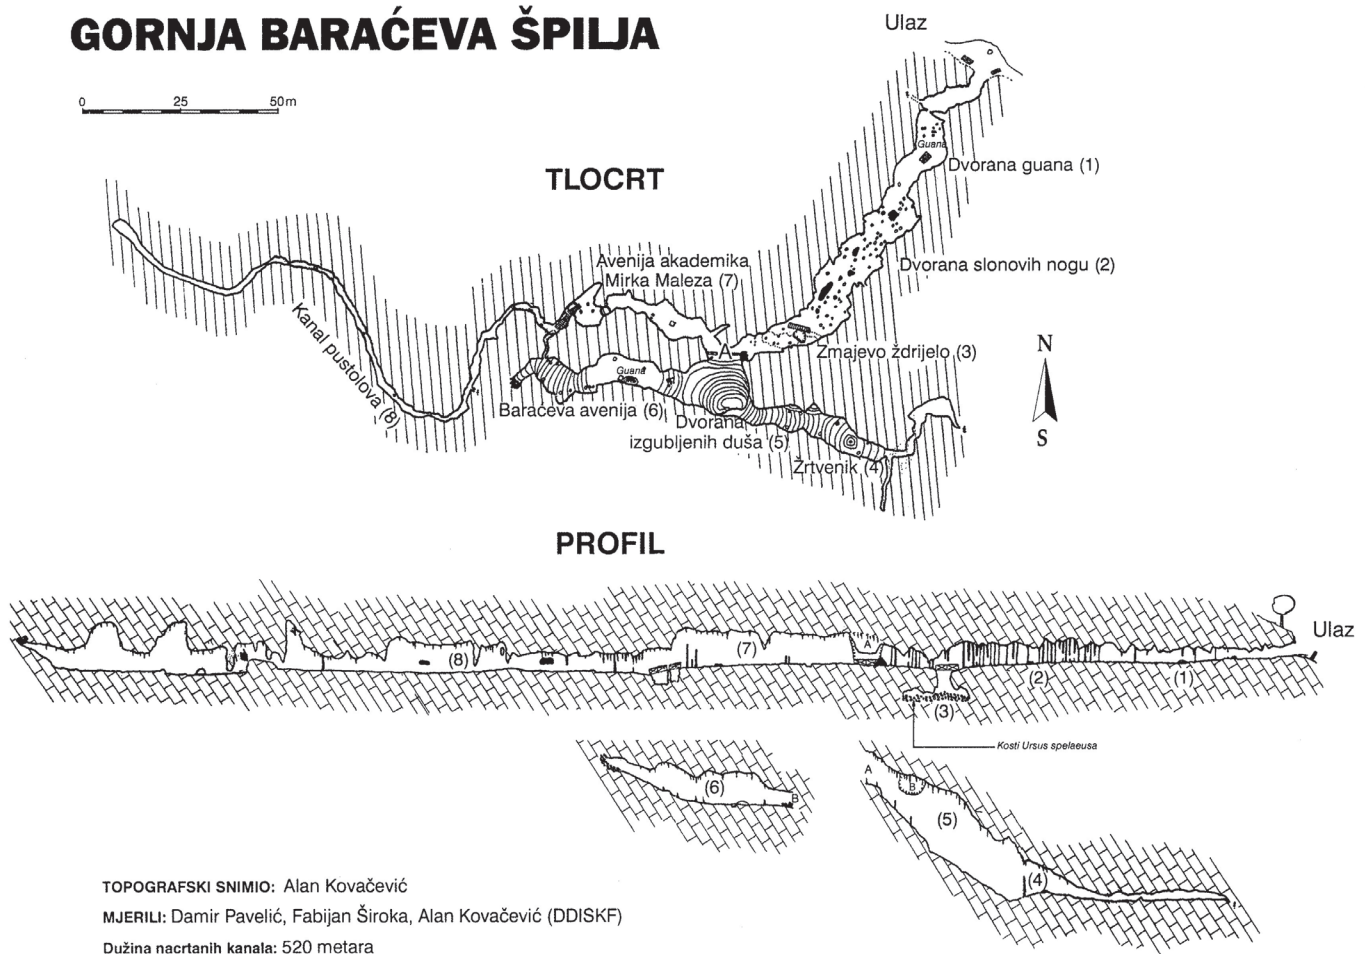 GORNJA BARAĆEVA ŠPILJA
Ulaz
0 25 50m
TLOCRT
Guana
Dvorana guana (1)
Avenija akademika
Mirka Maleza (7)
Dvorana slonovih nogu (2)
Kanal pustolova (8)
A
Zmajevo ždrijelo (3)
N
S
Guana
Baraćeva avenija (6)
Dvorana
izgubljenih duša (5)
Žrtvenik (4)
PROFIL
Ulaz
(8)
(7)
A
(2)
(1)
(3)
Kosti Ursus spelaeusa
(6)
B
A
B
(5)
(4)
TOPOGRAFSKI SNIMIO: Alan Kovačević
MJERILI: Damir Pavelić, Fabijan Široka, Alan Kovačević (DDISKF)
Dužina nacrtanih kanala: 520 metara